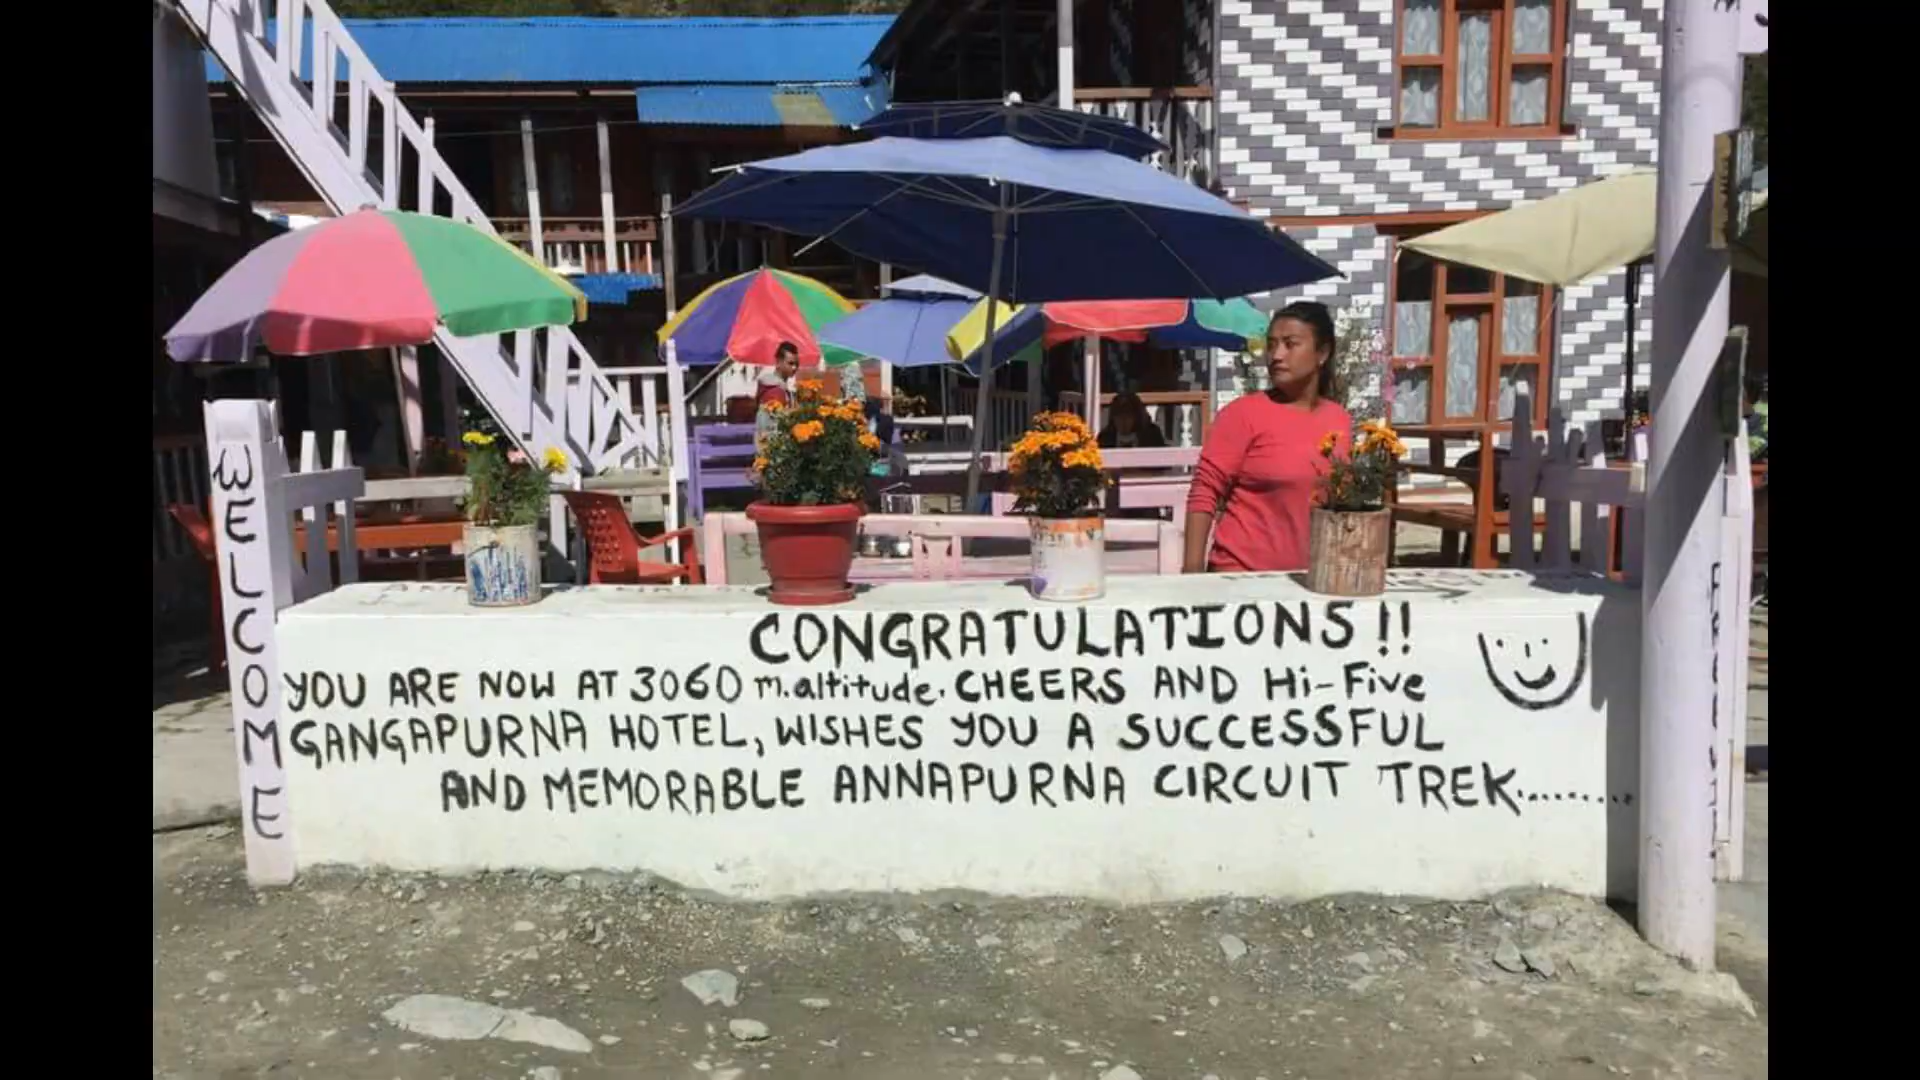 WELCOME
CONGRATULATIONS!!
YOU ARE NOW AT 3060 m.altitude. CHEERS AND Hi-Five
GANGAPURNA HOTEL, WISHES YOU A SUCCESSFUL
AND MEMORABLE ANNAPURNA CIRCUIT TREK.........